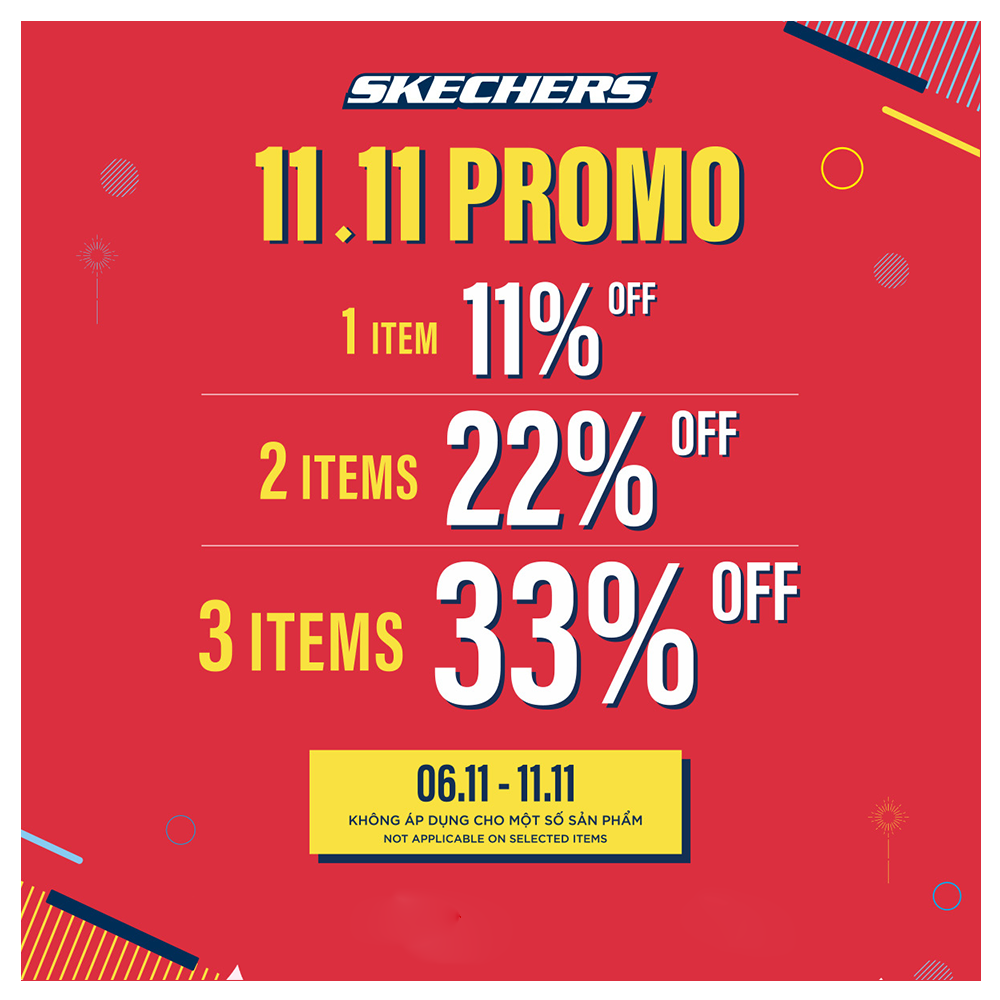 SKECHERS
11.11 PROMO
1 ITEM 11% OFF
2 ITEMS 22% OFF
3 ITEMS 33% OFF
06.11 - 11.11
KHÔNG ÁP DỤNG CHO MỘT SỐ SẢN PHẨM
NOT APPLICABLE ON SELECTED ITEMS